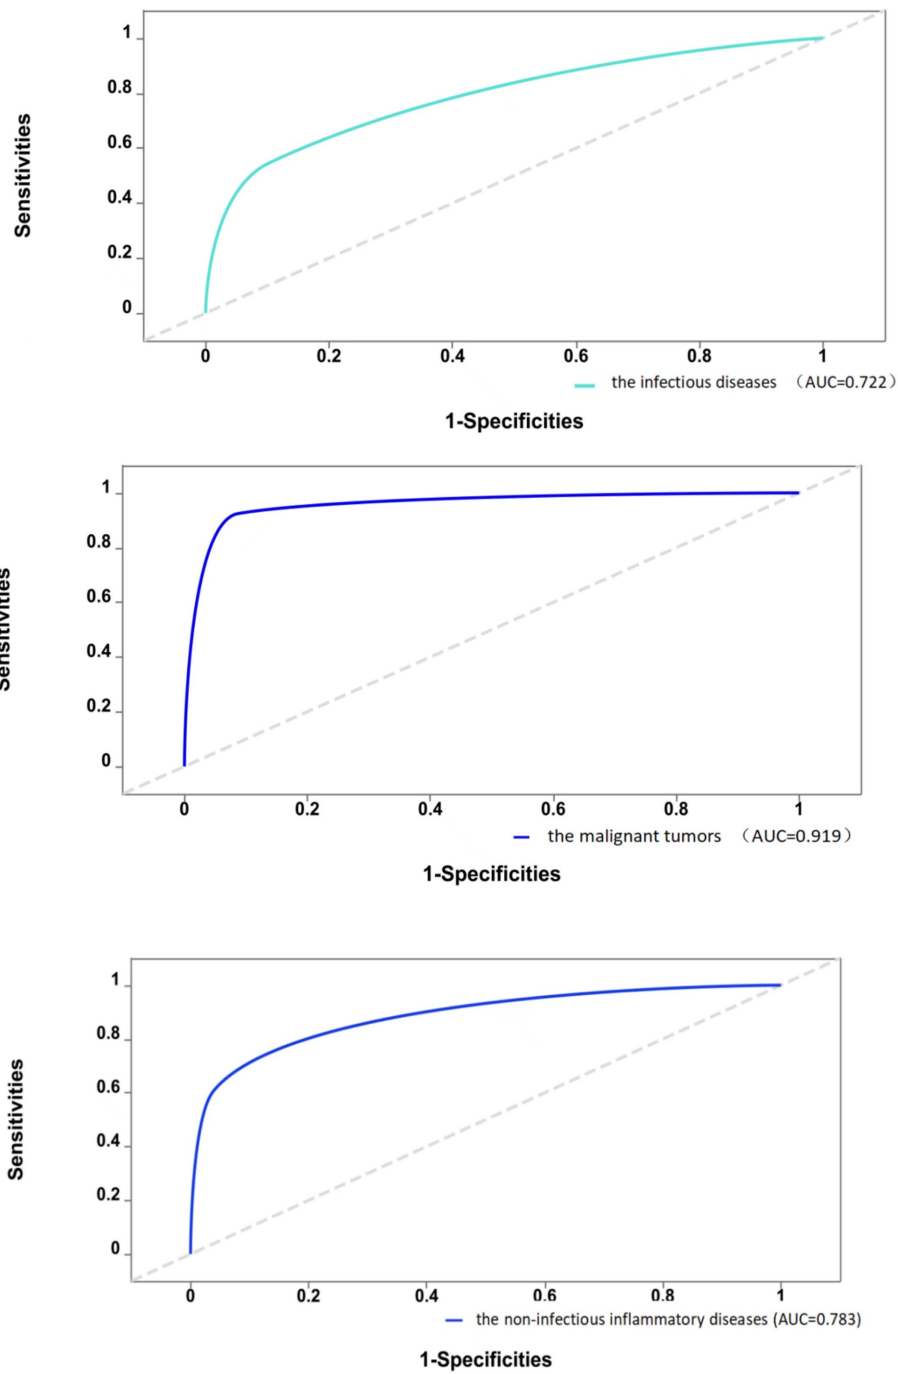 1
0.8
0.6
0.4
0.2
0
Sensitivities
0 0.2 0.4 0.6 0.8 1
the infectious diseases （AUC=0.722）
1-Specificities
1
0.8
0.6
0.4
0.2
0
Sensitivities
0 0.2 0.4 0.6 0.8 1
the malignant tumors （AUC=0.919）
1-Specificities
1
0.8
0.6
0.4
0.2
0
Sensitivities
0 0.2 0.4 0.6 0.8 1
the non-infectious inflammatory diseases (AUC=0.783)
1-Specificities